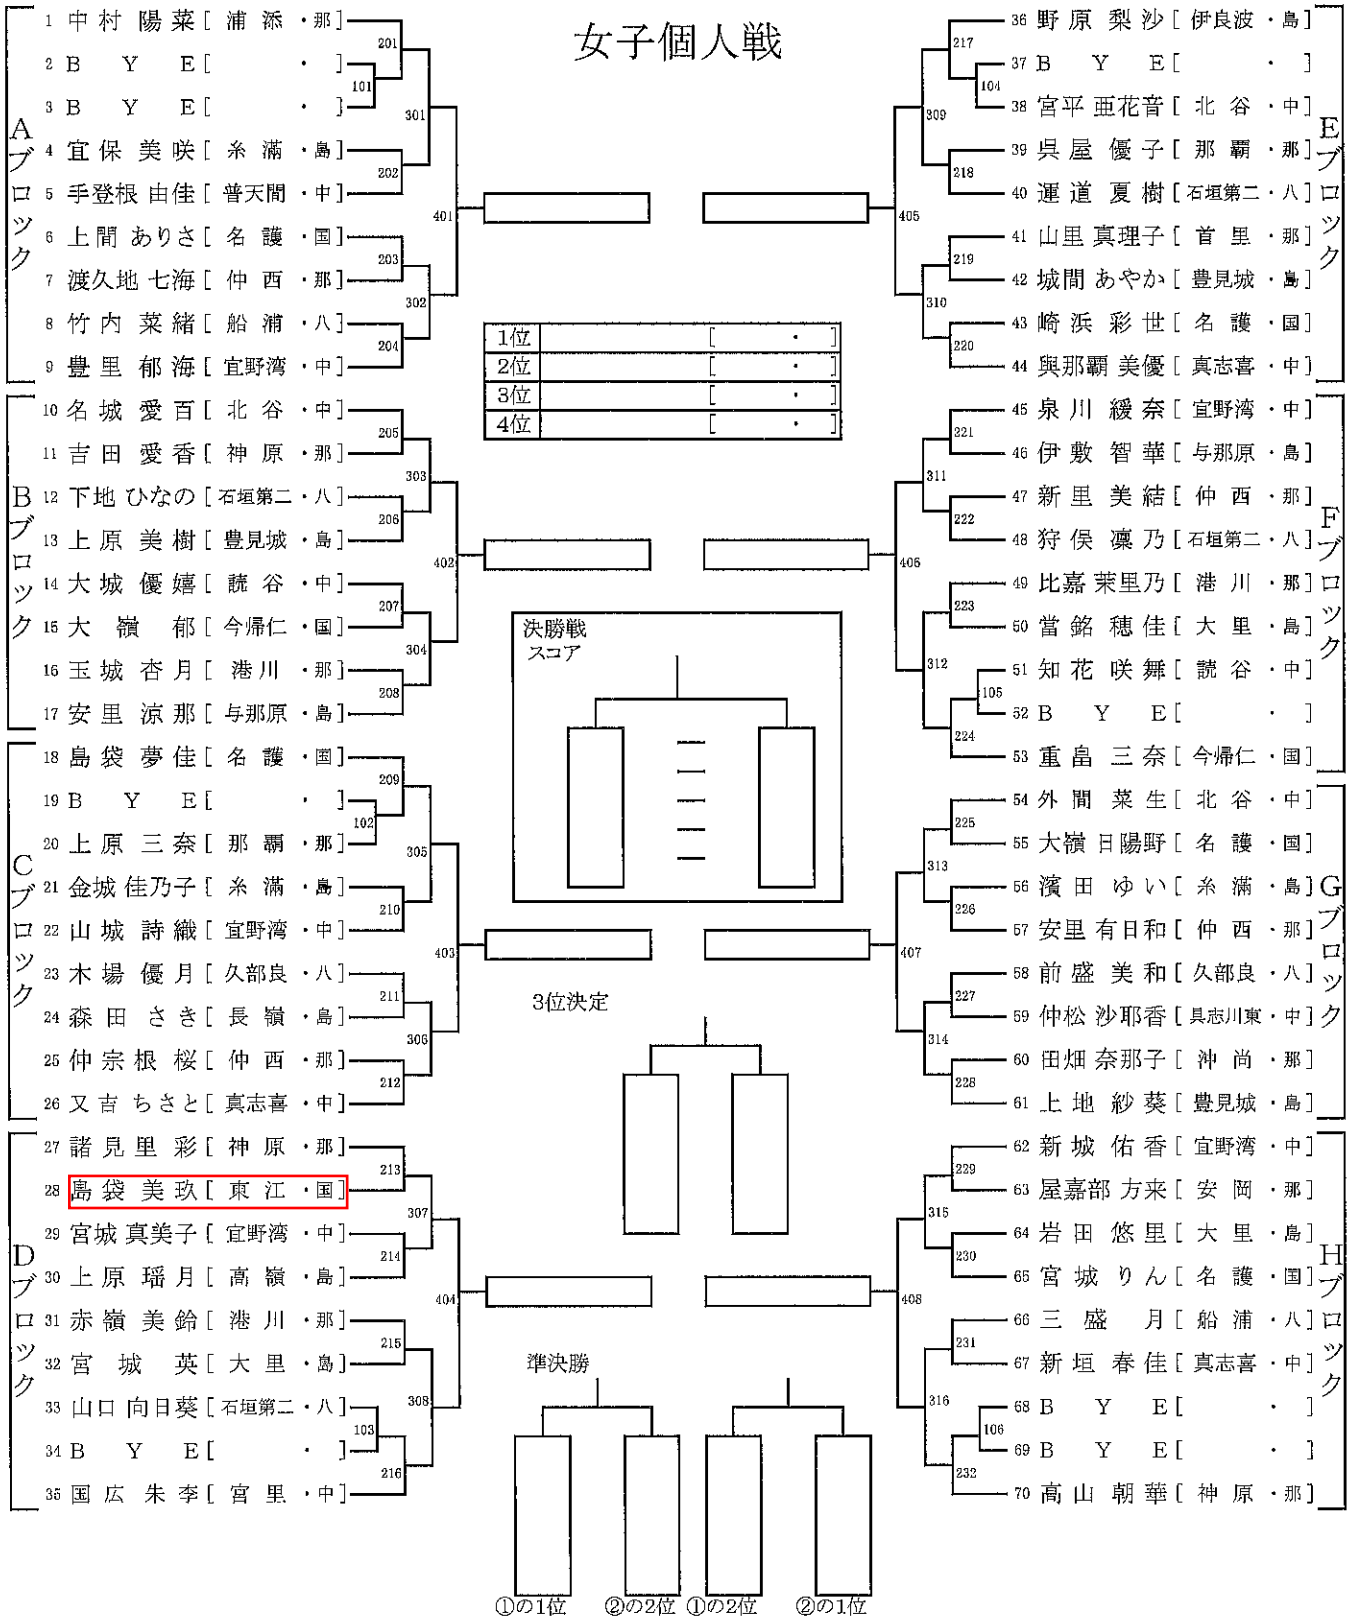 女子個人戦
Aブロック
1 中村 陽菜 [ 浦添・那 ]
2 B Y E [ ・ ]
3 B Y E [ ・ ]
4 宜保 美咲 [ 糸満・島 ]
5 手登根 由佳 [ 普天間・中 ]
6 上間 ありさ [ 名護・国 ]
7 渡久地 七海 [ 仲西・那 ]
8 竹内 菜緒 [ 船浦・八 ]
9 豊里 郁海 [ 宜野湾・中 ]
101
201
202
203
204
301
302
401
Bブロック
10 名城 愛百 [ 北谷・中 ]
11 吉田 愛香 [ 神原・那 ]
12 下地 ひなの [ 石垣第二・八 ]
13 上原 美樹 [ 豊見城・島 ]
14 大城 優嬉 [ 読谷・中 ]
15 大嶺 郁 [ 今帰仁・国 ]
16 玉城 杏月 [ 港川・那 ]
17 安里 涼那 [ 与那原・島 ]
205
206
207
208
303
304
402
Cブロック
18 島袋 夢佳 [ 名護・国 ]
19 B Y E [ ・ ]
20 上原 三奈 [ 那覇・那 ]
21 金城 佳乃子 [ 糸満・島 ]
22 山城 詩織 [ 宜野湾・中 ]
23 木場 優月 [ 久部良・八 ]
24 森田 さき [ 長嶺・島 ]
25 仲宗根 桜 [ 仲西・那 ]
26 又吉 ちさと [ 真志喜・中 ]
102
209
210
211
212
305
306
403
Dブロック
27 諸見里 彩 [ 神原・那 ]
28 島袋 美玖 [ 東江・国 ]
29 宮城 真美子 [ 宜野湾・中 ]
30 上原 瑶月 [ 高嶺・島 ]
31 赤嶺 美鈴 [ 港川・那 ]
32 宮城 英 [ 大里・島 ]
33 山口 向日葵 [ 石垣第二・八 ]
34 B Y E [ ・ ]
35 国広 朱李 [ 宮里・中 ]
103
213
214
215
216
307
308
404
1位 [ ・ ]
2位 [ ・ ]
3位 [ ・ ]
4位 [ ・ ]
決勝戦
スコア
3位決定
準決勝
①の1位 ②の2位 ①の2位 ②の1位
Eブロック
36 野原 梨沙 [ 伊良波・島 ]
37 B Y E [ ・ ]
38 宮平 亜花音 [ 北谷・中 ]
39 呉屋 優子 [ 那覇・那 ]
40 運道 夏樹 [ 石垣第二・八 ]
41 山里 真理子 [ 首里・那 ]
42 城間 あやか [ 豊見城・島 ]
43 崎浜 彩世 [ 名護・国 ]
44 與那覇 美優 [ 真志喜・中 ]
104
217
218
219
220
309
310
405
Fブロック
45 泉川 緩奈 [ 宜野湾・中 ]
46 伊敷 智華 [ 与那原・島 ]
47 新里 美結 [ 仲西・那 ]
48 狩俣 凜乃 [ 石垣第二・八 ]
49 比嘉 茉里乃 [ 港川・那 ]
50 當銘 穂佳 [ 大里・島 ]
51 知花 咲舞 [ 読谷・中 ]
52 B Y E [ ・ ]
53 重畠 三奈 [ 今帰仁・国 ]
105
221
222
223
224
311
312
406
Gブロック
54 外間 菜生 [ 北谷・中 ]
55 大嶺 日陽野 [ 名護・国 ]
56 濱田 ゆい [ 糸満・島 ]
57 安里 有日和 [ 仲西・那 ]
58 前盛 美和 [ 久部良・八 ]
59 仲松 沙耶香 [ 具志川東・中 ]
60 田畑 奈那子 [ 沖尚・那 ]
61 上地 紗葵 [ 豊見城・島 ]
225
226
227
228
313
314
407
Hブロック
62 新城 佑香 [ 宜野湾・中 ]
63 屋嘉部 方来 [ 安岡・那 ]
64 岩田 悠里 [ 大里・島 ]
65 宮城 りん [ 名護・国 ]
66 三盛 月 [ 船浦・八 ]
67 新垣 春佳 [ 真志喜・中 ]
68 B Y E [ ・ ]
69 B Y E [ ・ ]
70 高山 朝華 [ 神原・那 ]
106
229
230
231
232
315
316
408